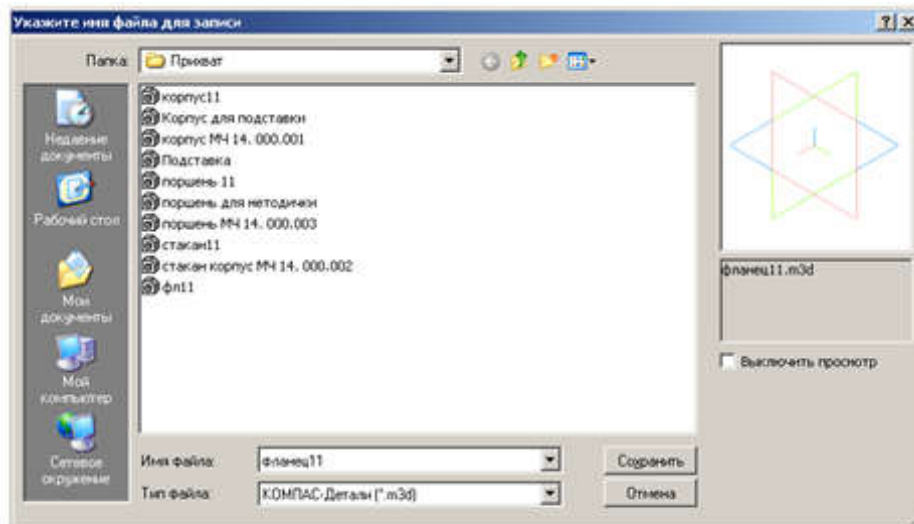 Укажите имя файла для записи
Папка: Прихват
корпус11
Корпус для подставки
корпус МЧ 14. 000.001
Подставка
поршень 11
поршень для методички
поршень МЧ 14. 000.003
стакан11
стакан корпус МЧ 14. 000.002
фл11
Недавние
документы
Рабочий стол
Мои
документы
Мой
компьютер
Сетевое
окружение
фланец11.m3d
Выключить просмотр
Имя файла: фланец11 Сохранить
Тип файла: КОМПАС-Детали (*.m3d) Отмена